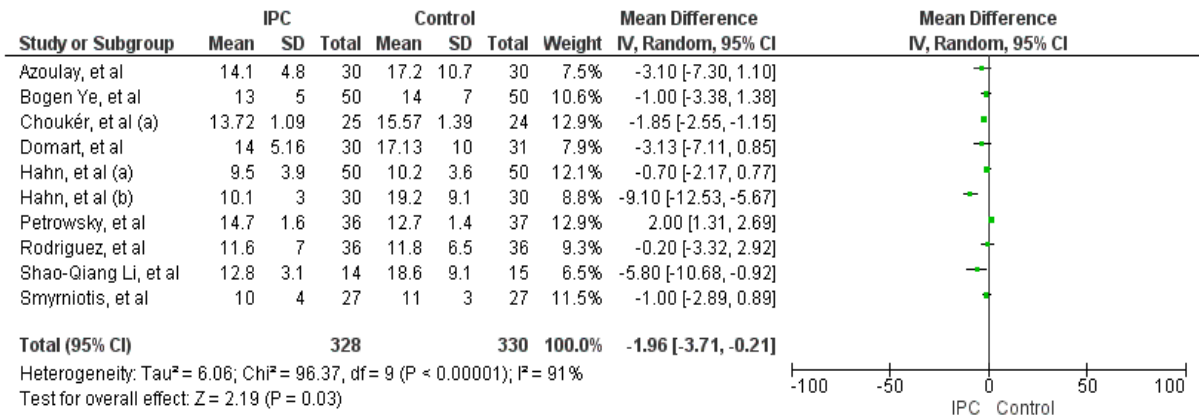 IPC Control Mean Difference Mean Difference
Study or Subgroup Mean SD Total Mean SD Total Weight IV, Random, 95% CI IV, Random, 95% CI
Azoulay, et al 14.1 4.8 30 17.2 10.7 30 7.5% -3.10 [-7.30, 1.10]
Bogen Ye, et al 13 5 50 14 7 50 10.6% -1.00 [-3.38, 1.38]
Choukér, et al (a) 13.72 1.09 25 15.57 1.39 24 12.9% -1.85 [-2.55, -1.15]
Domart, et al 14 5.16 30 17.13 10 31 7.9% -3.13 [-7.11, 0.85]
Hahn, et al (a) 9.5 3.9 50 10.2 3.6 50 12.1% -0.70 [-2.17, 0.77]
Hahn, et al (b) 10.1 3 30 19.2 9.1 30 8.8% -9.10 [-12.53, -5.67]
Petrowsky, et al 14.7 1.6 36 12.7 1.4 37 12.9% 2.00 [1.31, 2.69]
Rodriguez, et al 11.6 7 36 11.8 6.5 36 9.3% -0.20 [-3.32, 2.92]
Shao-Qiang Li, et al 12.8 3.1 14 18.6 9.1 15 6.5% -5.80 [-10.68, -0.92]
Smyrniotis, et al 10 4 27 11 3 27 11.5% -1.00 [-2.89, 0.89]
Total (95% CI) 328 330 100.0% -1.96 [-3.71, -0.21]
Heterogeneity: Tau² = 6.06; Chi² = 96.37, df = 9 (P < 0.00001); I² = 91%
Test for overall effect: Z = 2.19 (P = 0.03)
-100 -50 0 50 100
IPC Control